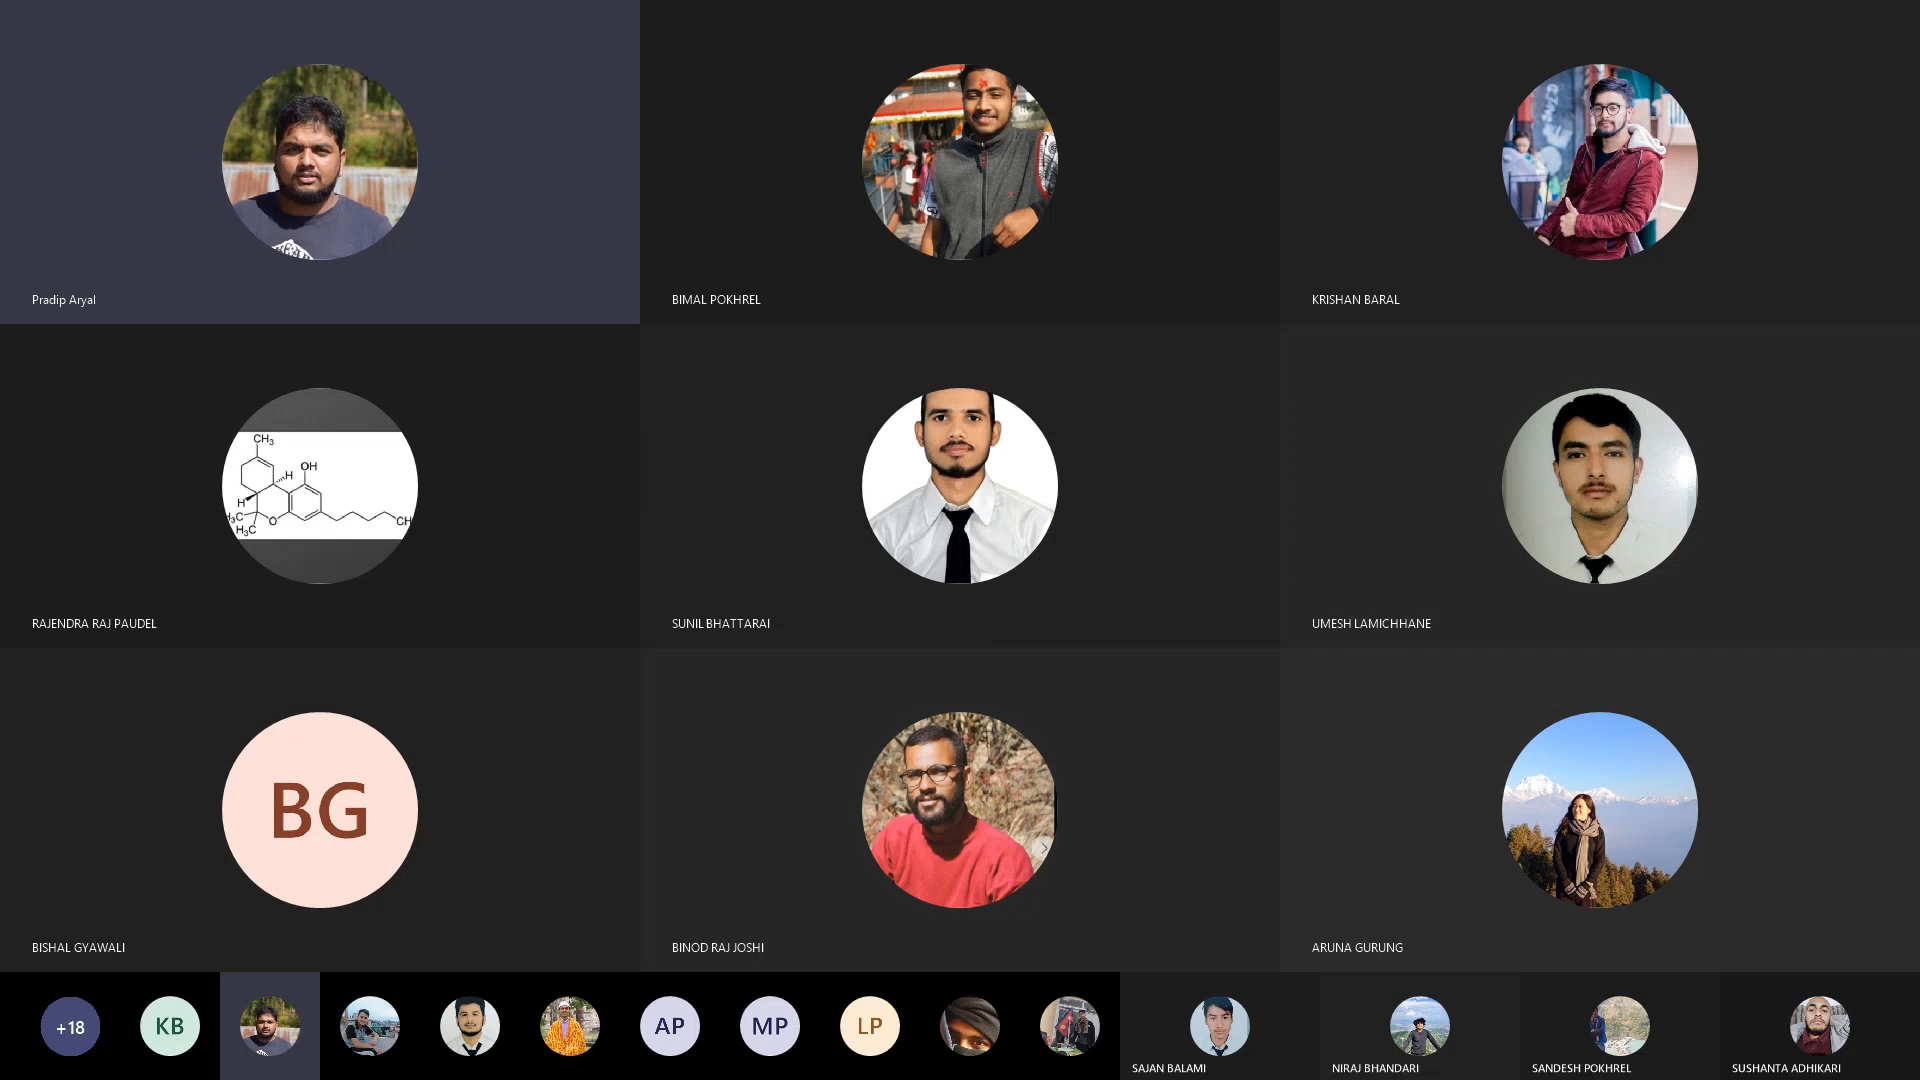 Pradip Aryal
BIMAL POKHREL
KRISHAN BARAL
CH₃
OH
H
H
H₃C
O
CH
H₃C
RAJENDRA RAJ PAUDEL
SUNIL BHATTARAI
UMESH LAMICHHANE
BG
BISHAL GYAWALI
BINOD RAJ JOSHI
ARUNA GURUNG
+18
KB
AP
MP
LP
SAJAN BALAMI
NIRAJ BHANDARI
SANDESH POKHREL
SUSHANTA ADHIKARI